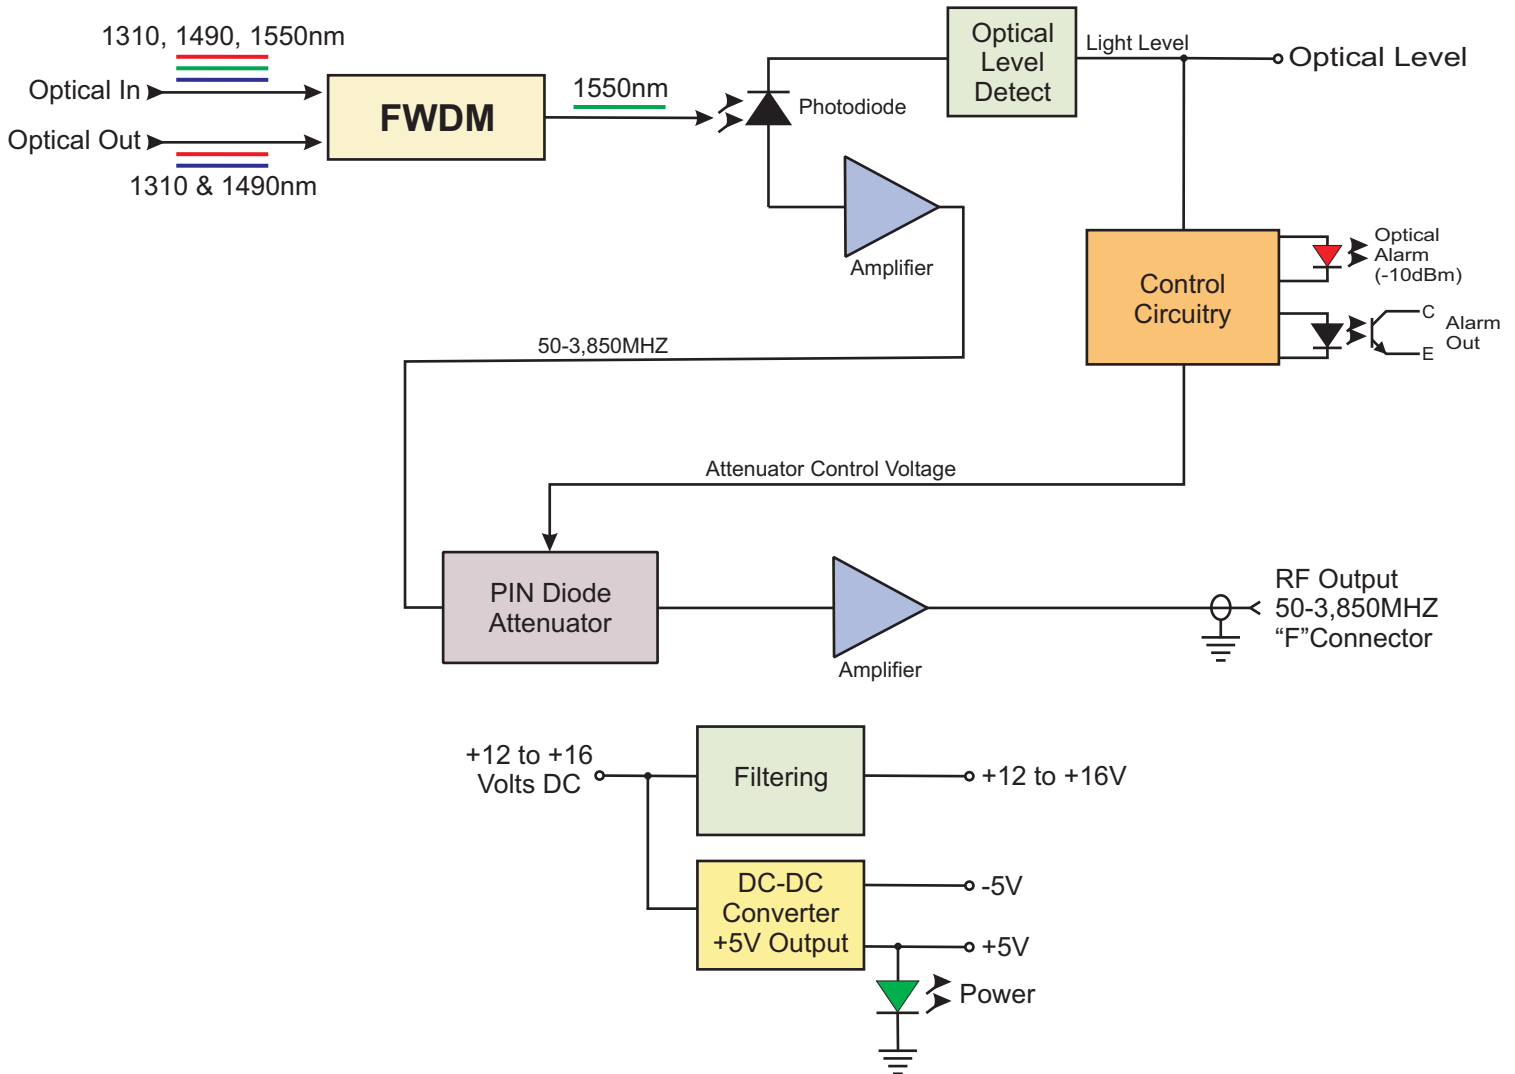 1310, 1490, 1550nm
Optical In
Optical Out
1310 & 1490nm
FWDM
1550nm
Photodiode
Optical
Level
Detect
Light Level
Optical Level
Amplifier
Control
Circuitry
Optical
Alarm
(-10dBm)
C
E
Alarm
Out
50-3,850MHZ
Attenuator Control Voltage
PIN Diode
Attenuator
Amplifier
RF Output
50-3,850MHZ
“F”Connector
+12 to +16
Volts DC
Filtering
+12 to +16V
DC-DC
Converter
+5V Output
-5V
+5V
Power